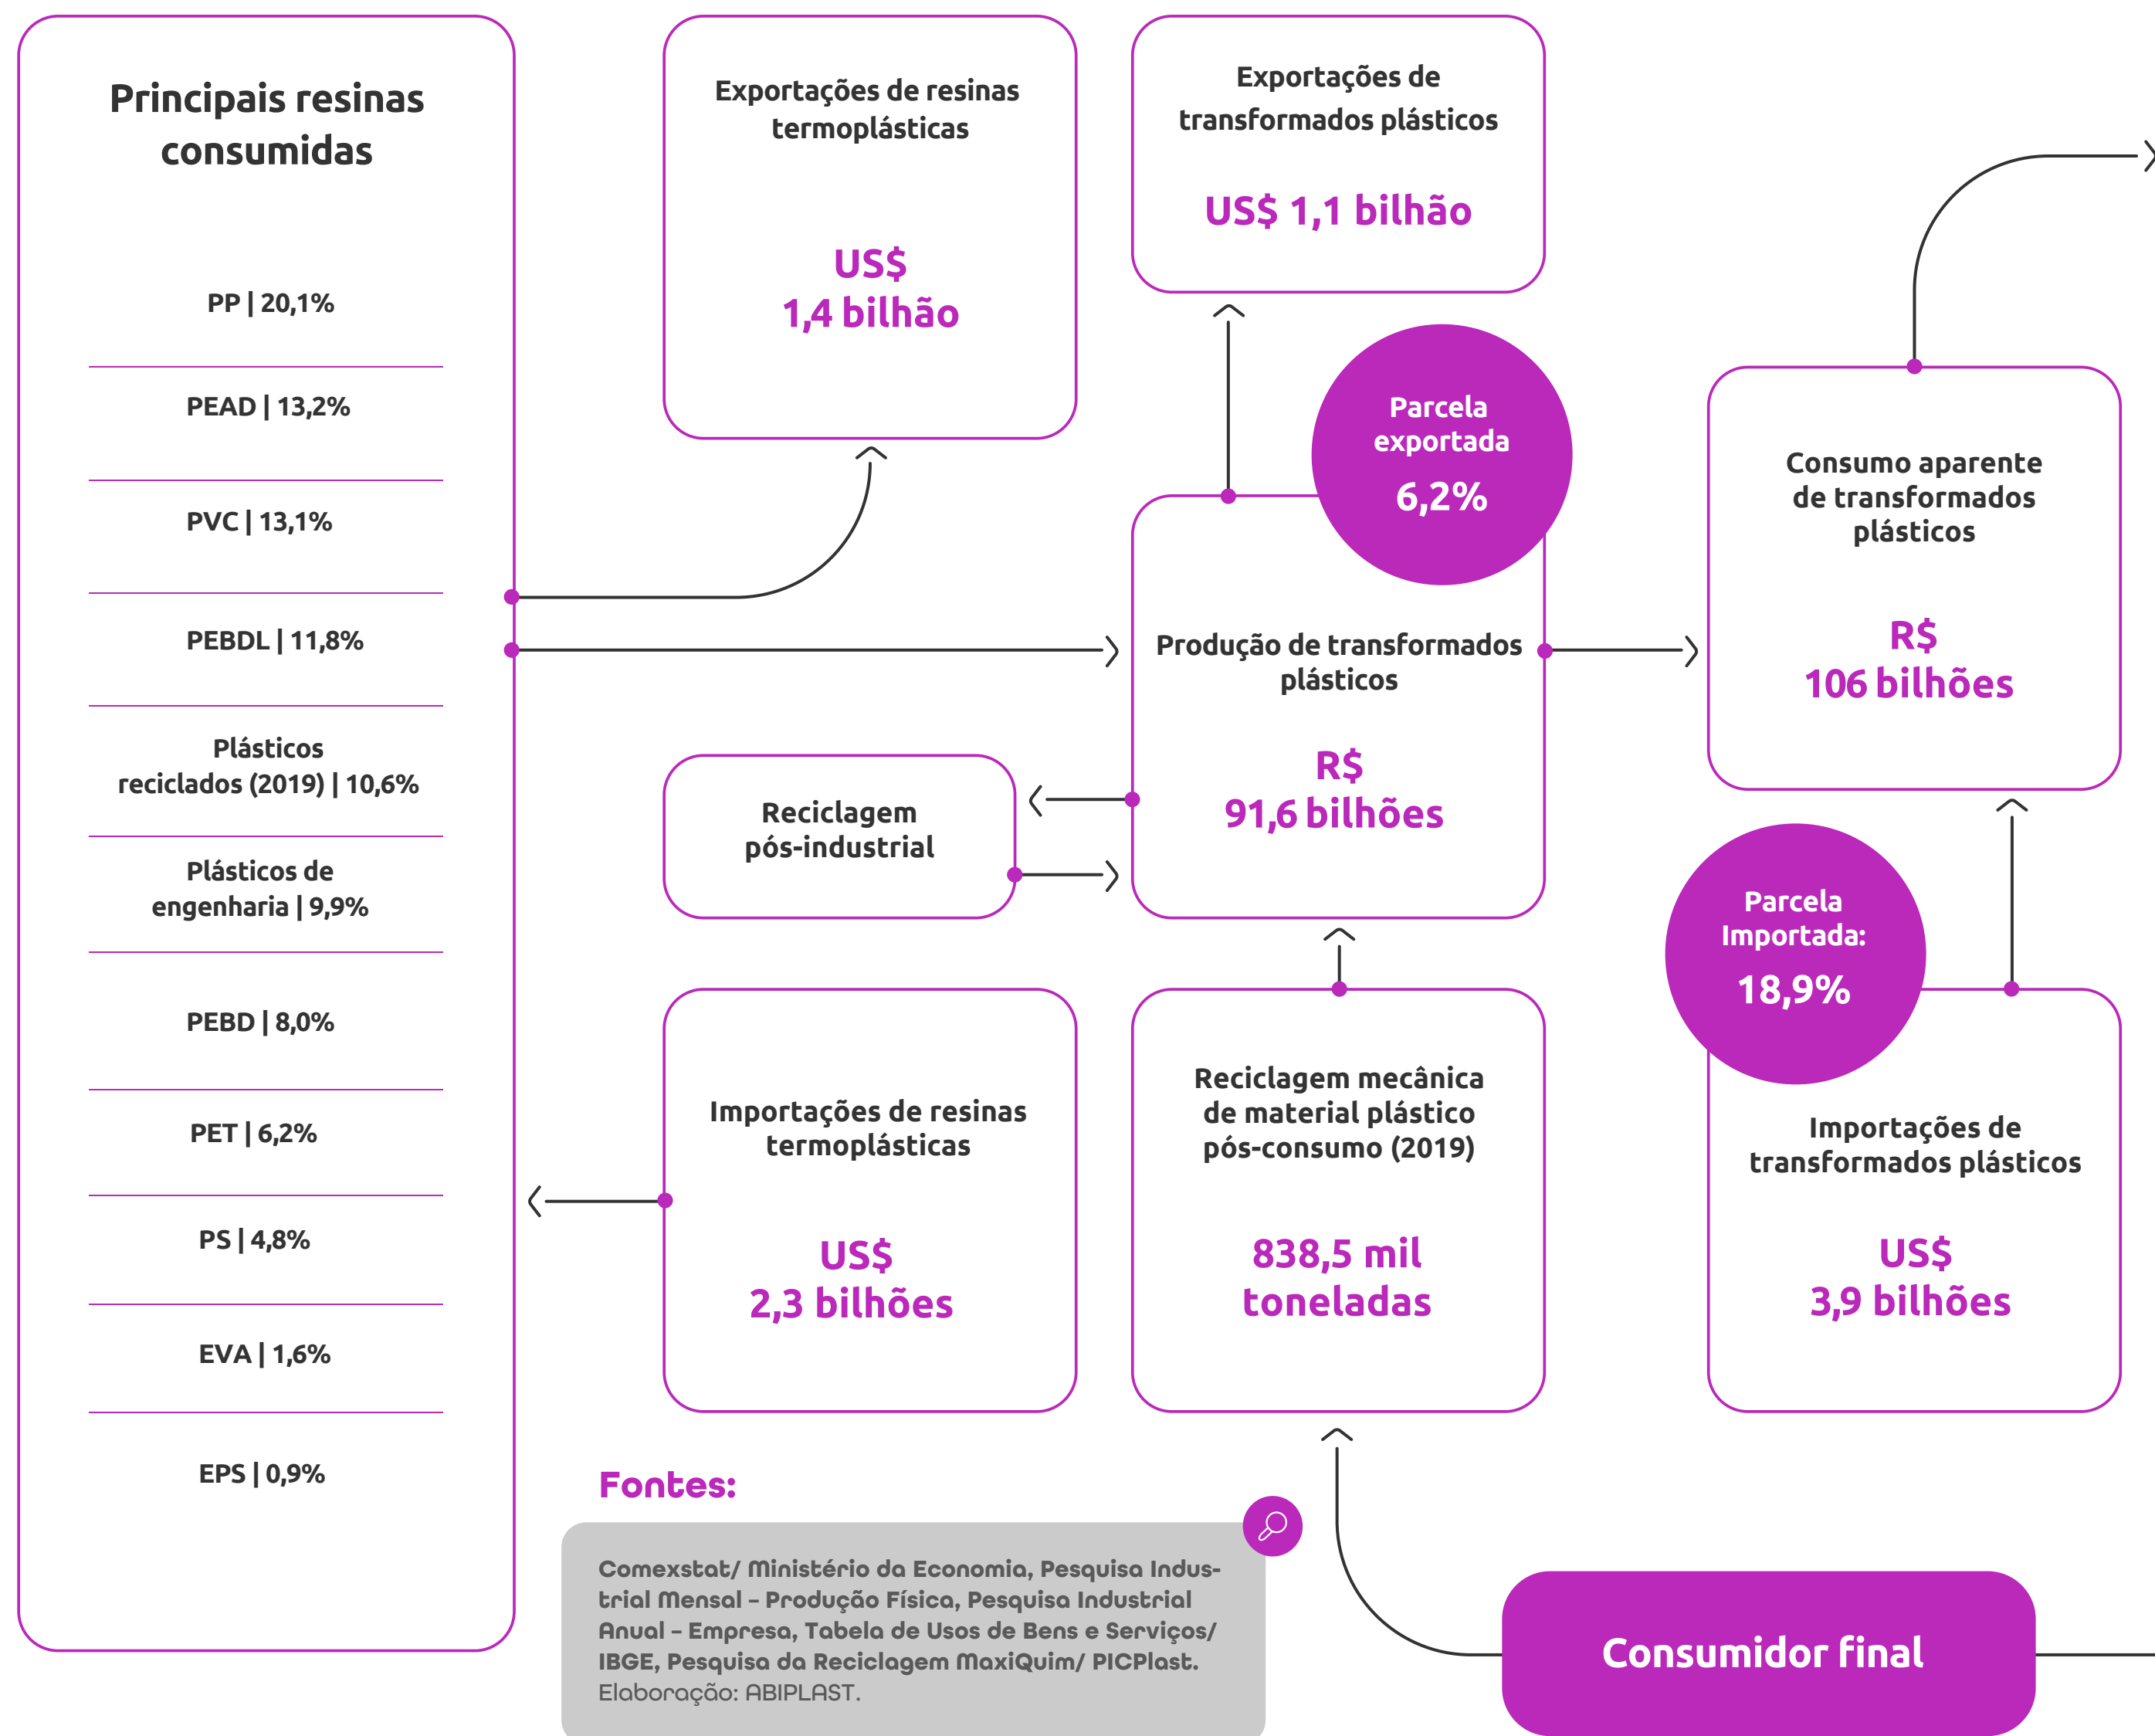 Principais resinas
consumidas
PP | 20,1%
PEAD | 13,2%
PVC | 13,1%
PEBDL | 11,8%
Plásticos
reciclados (2019) | 10,6%
Plásticos de
engenharia | 9,9%
PEBD | 8,0%
PET | 6,2%
PS | 4,8%
EVA | 1,6%
EPS | 0,9%
Exportações de resinas
termoplásticas
US$
1,4 bilhão
Exportações de
transformados plásticos
US$ 1,1 bilhão
Parcela
exportada
6,2%
Produção de transformados
plásticos
R$
91,6 bilhões
Consumo aparente
de transformados
plásticos
R$
106 bilhões
Reciclagem
pós-industrial
Parcela
Importada:
18,9%
Importações de resinas
termoplásticas
US$
2,3 bilhões
Reciclagem mecânica
de material plástico
pós-consumo (2019)
838,5 mil
toneladas
Importações de
transformados plásticos
US$
3,9 bilhões
Fontes:
Comexstat/ Ministério da Economia, Pesquisa Indus-
trial Mensal – Produção Física, Pesquisa Industrial
Anual – Empresa, Tabela de Usos de Bens e Serviços/
IBGE, Pesquisa da Reciclagem MaxiQuim/ PICPlast.
Elaboração: ABIPLAST.
Consumidor final